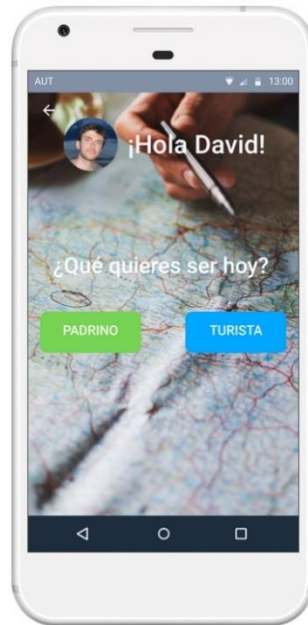 AUT 13:00
¡Hola David!
¿Qué quieres ser hoy?
PADRINO TURISTA